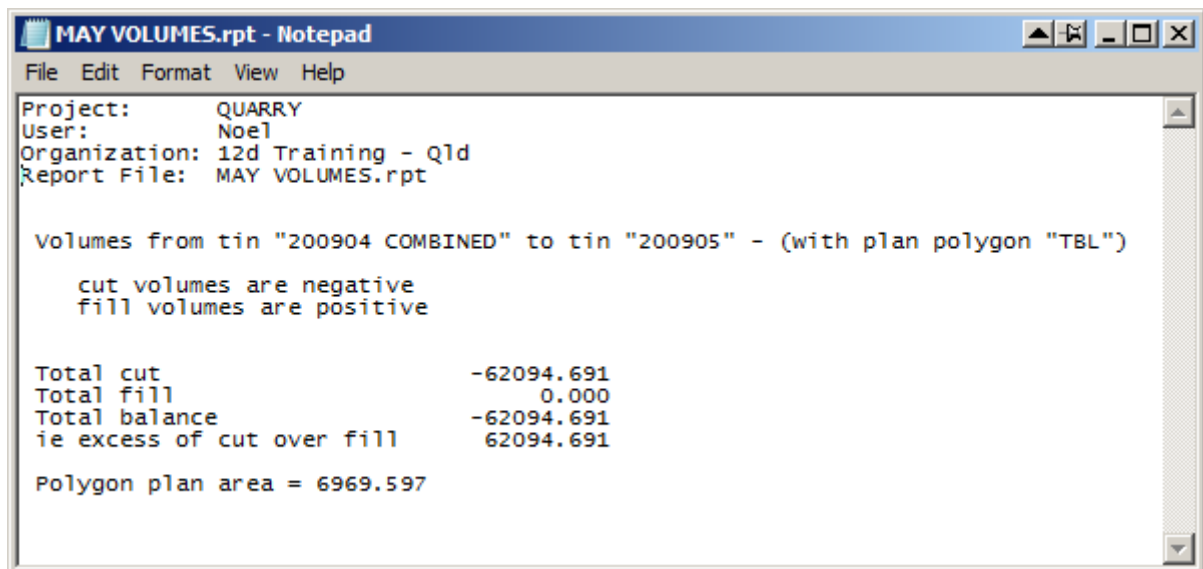 MAY VOLUMES.rpt - Notepad
File Edit Format View Help
Project: QUARRY
User: Noel
Organization: 12d Training - Qld
Report File: MAY VOLUMES.rpt
Volumes from tin "200904 COMBINED" to tin "200905" - (with plan polygon "TBL")
cut volumes are negative
fill volumes are positive
Total cut -62094.691
Total fill 0.000
Total balance -62094.691
ie excess of cut over fill 62094.691
Polygon plan area = 6969.597